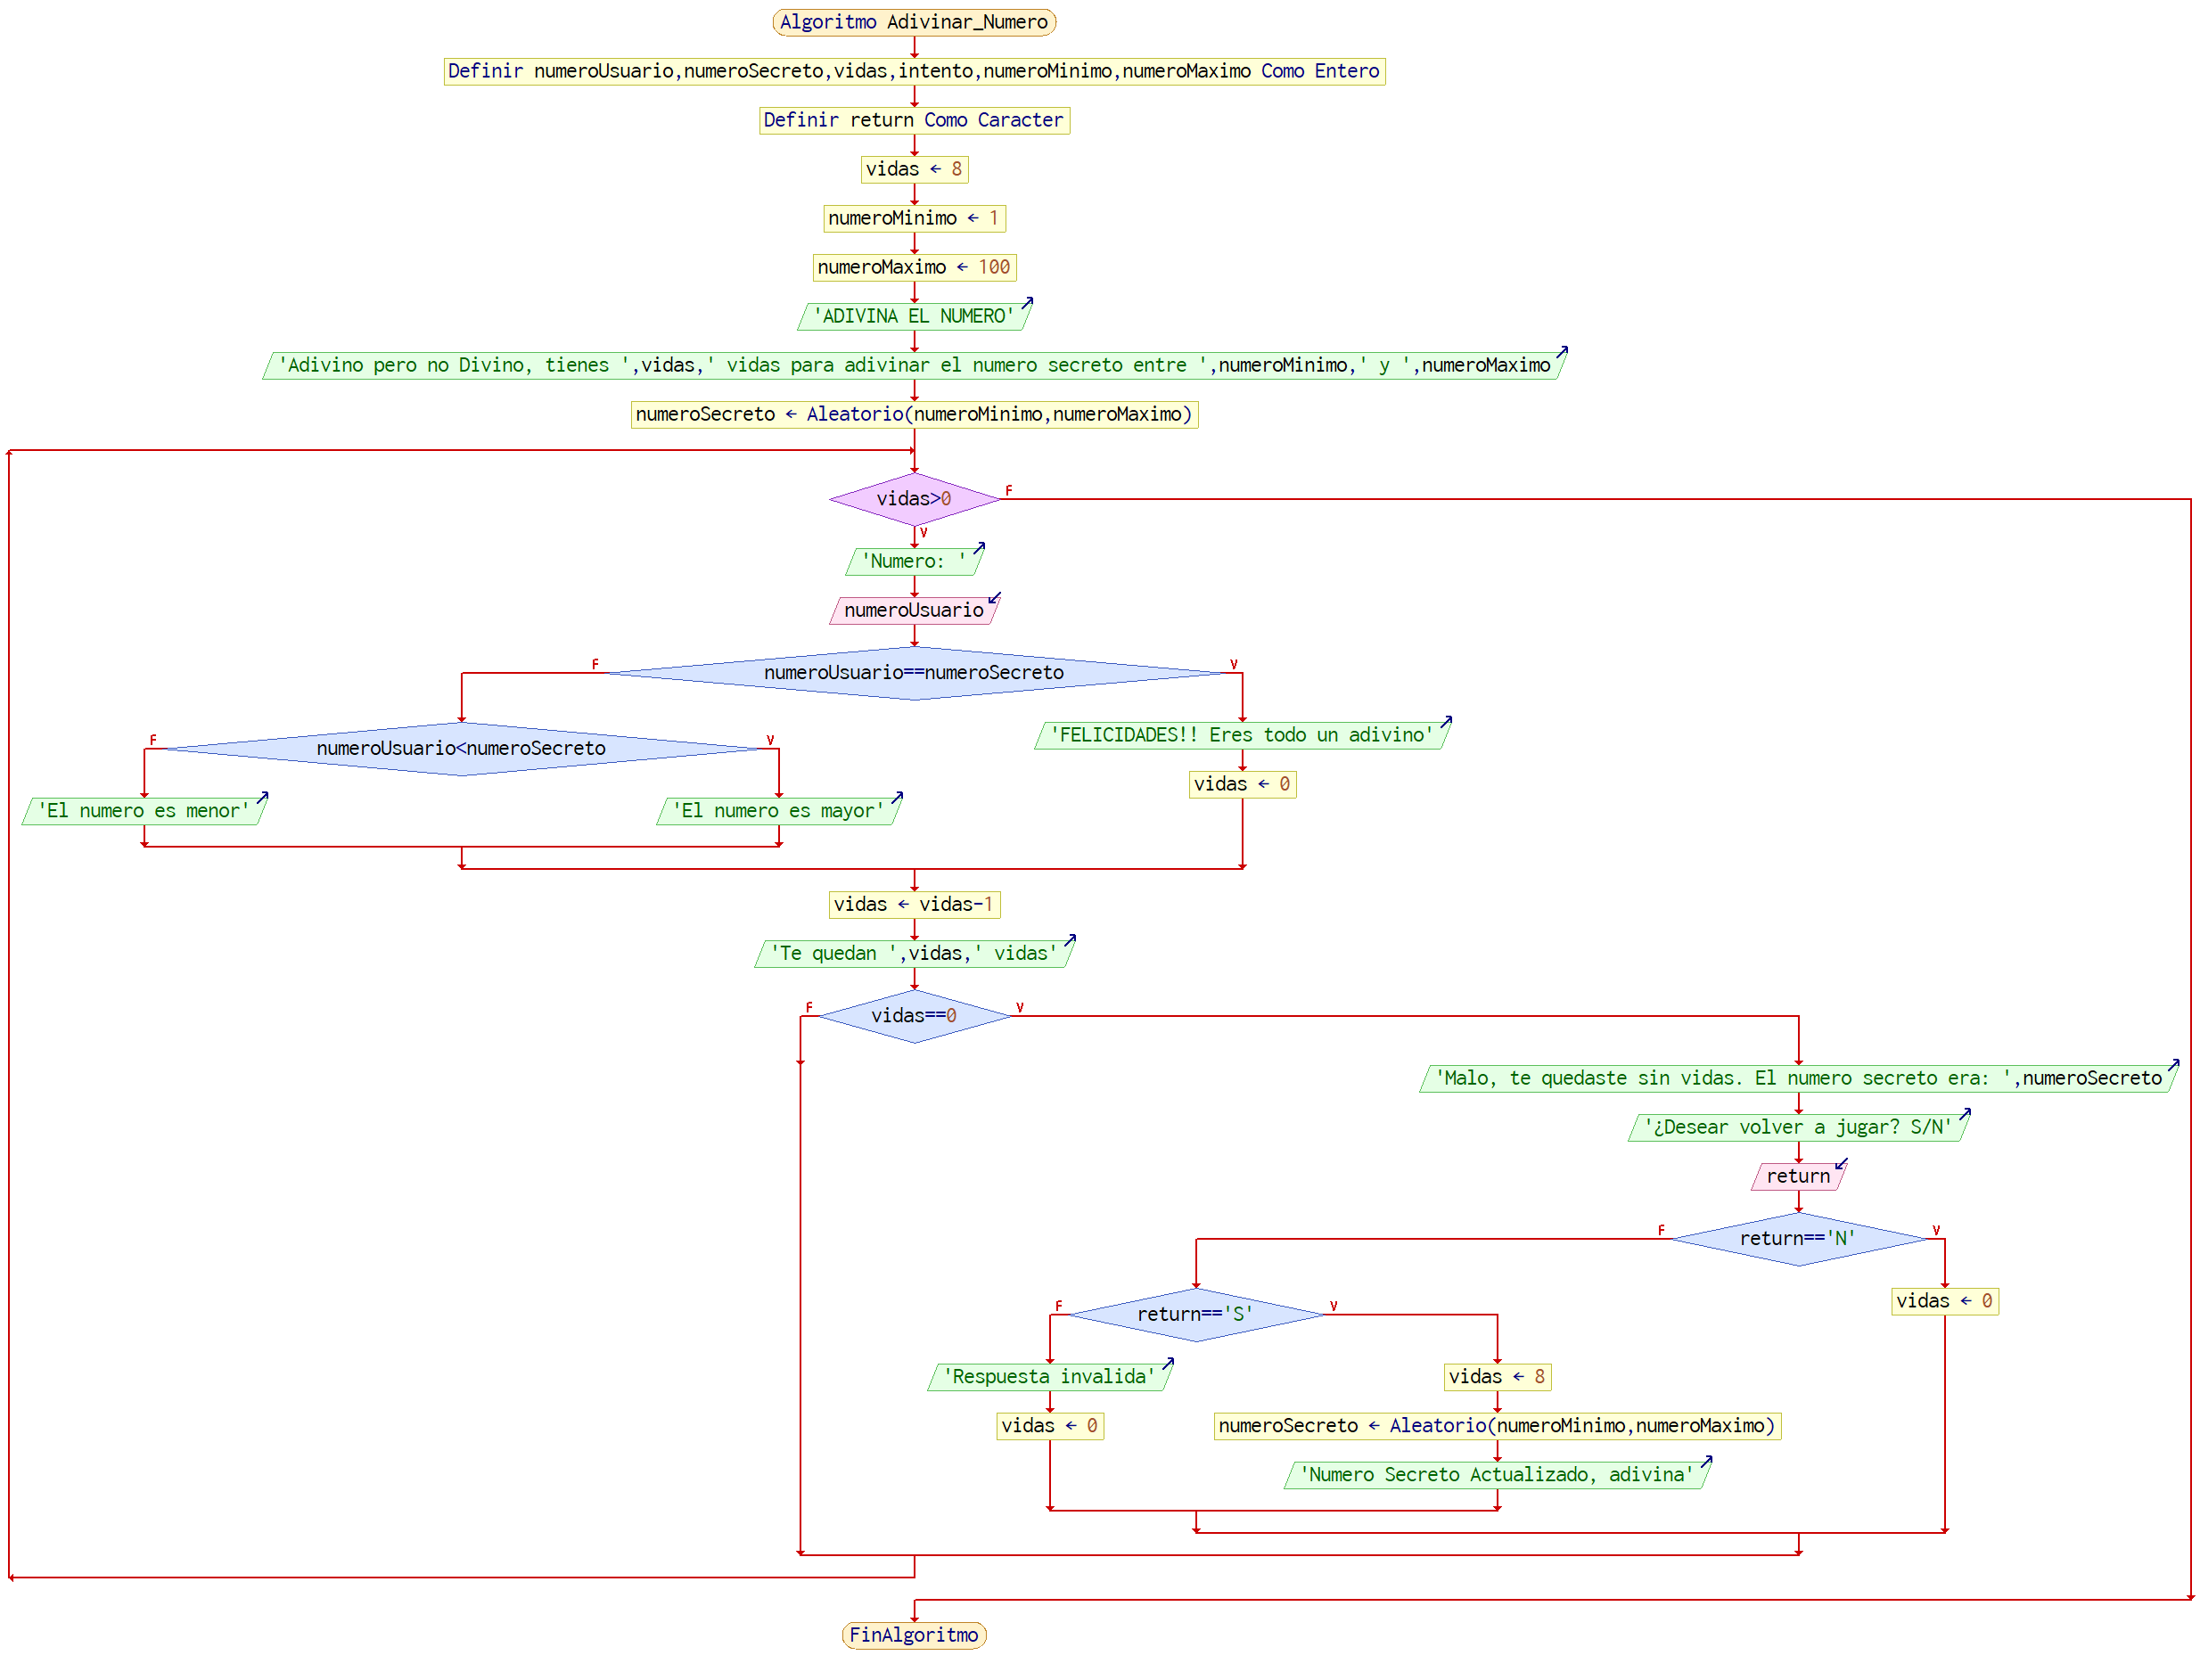 Algoritmo Adivinar_Numero
Definir numeroUsuario,numeroSecreto,vidas,intento,numeroMinimo,numeroMaximo Como Entero
Definir return Como Caracter
vidas ← 8
numeroMinimo ← 1
numeroMaximo ← 100
'ADIVINA EL NUMERO'
'Adivino pero no Divino, tienes ',vidas,' vidas para adivinar el numero secreto entre ',numeroMinimo,' y ',numeroMaximo
numeroSecreto ← Aleatorio(numeroMinimo,numeroMaximo)
vidas>0
F
V
'Numero: '
numeroUsuario
numeroUsuario==numeroSecreto
F
V
numeroUsuario<numeroSecreto
F
V
'FELICIDADES!! Eres todo un adivino'
vidas ← 0
'El numero es menor'
'El numero es mayor'
vidas ← vidas-1
'Te quedan ',vidas,' vidas'
vidas==0
F
V
'Malo, te quedaste sin vidas. El numero secreto era: ',numeroSecreto
'¿Desear volver a jugar? S/N'
return
return=='N'
F
V
return=='S'
F
V
vidas ← 0
'Respuesta invalida'
vidas ← 8
vidas ← 0
numeroSecreto ← Aleatorio(numeroMinimo,numeroMaximo)
'Numero Secreto Actualizado, adivina'
FinAlgoritmo